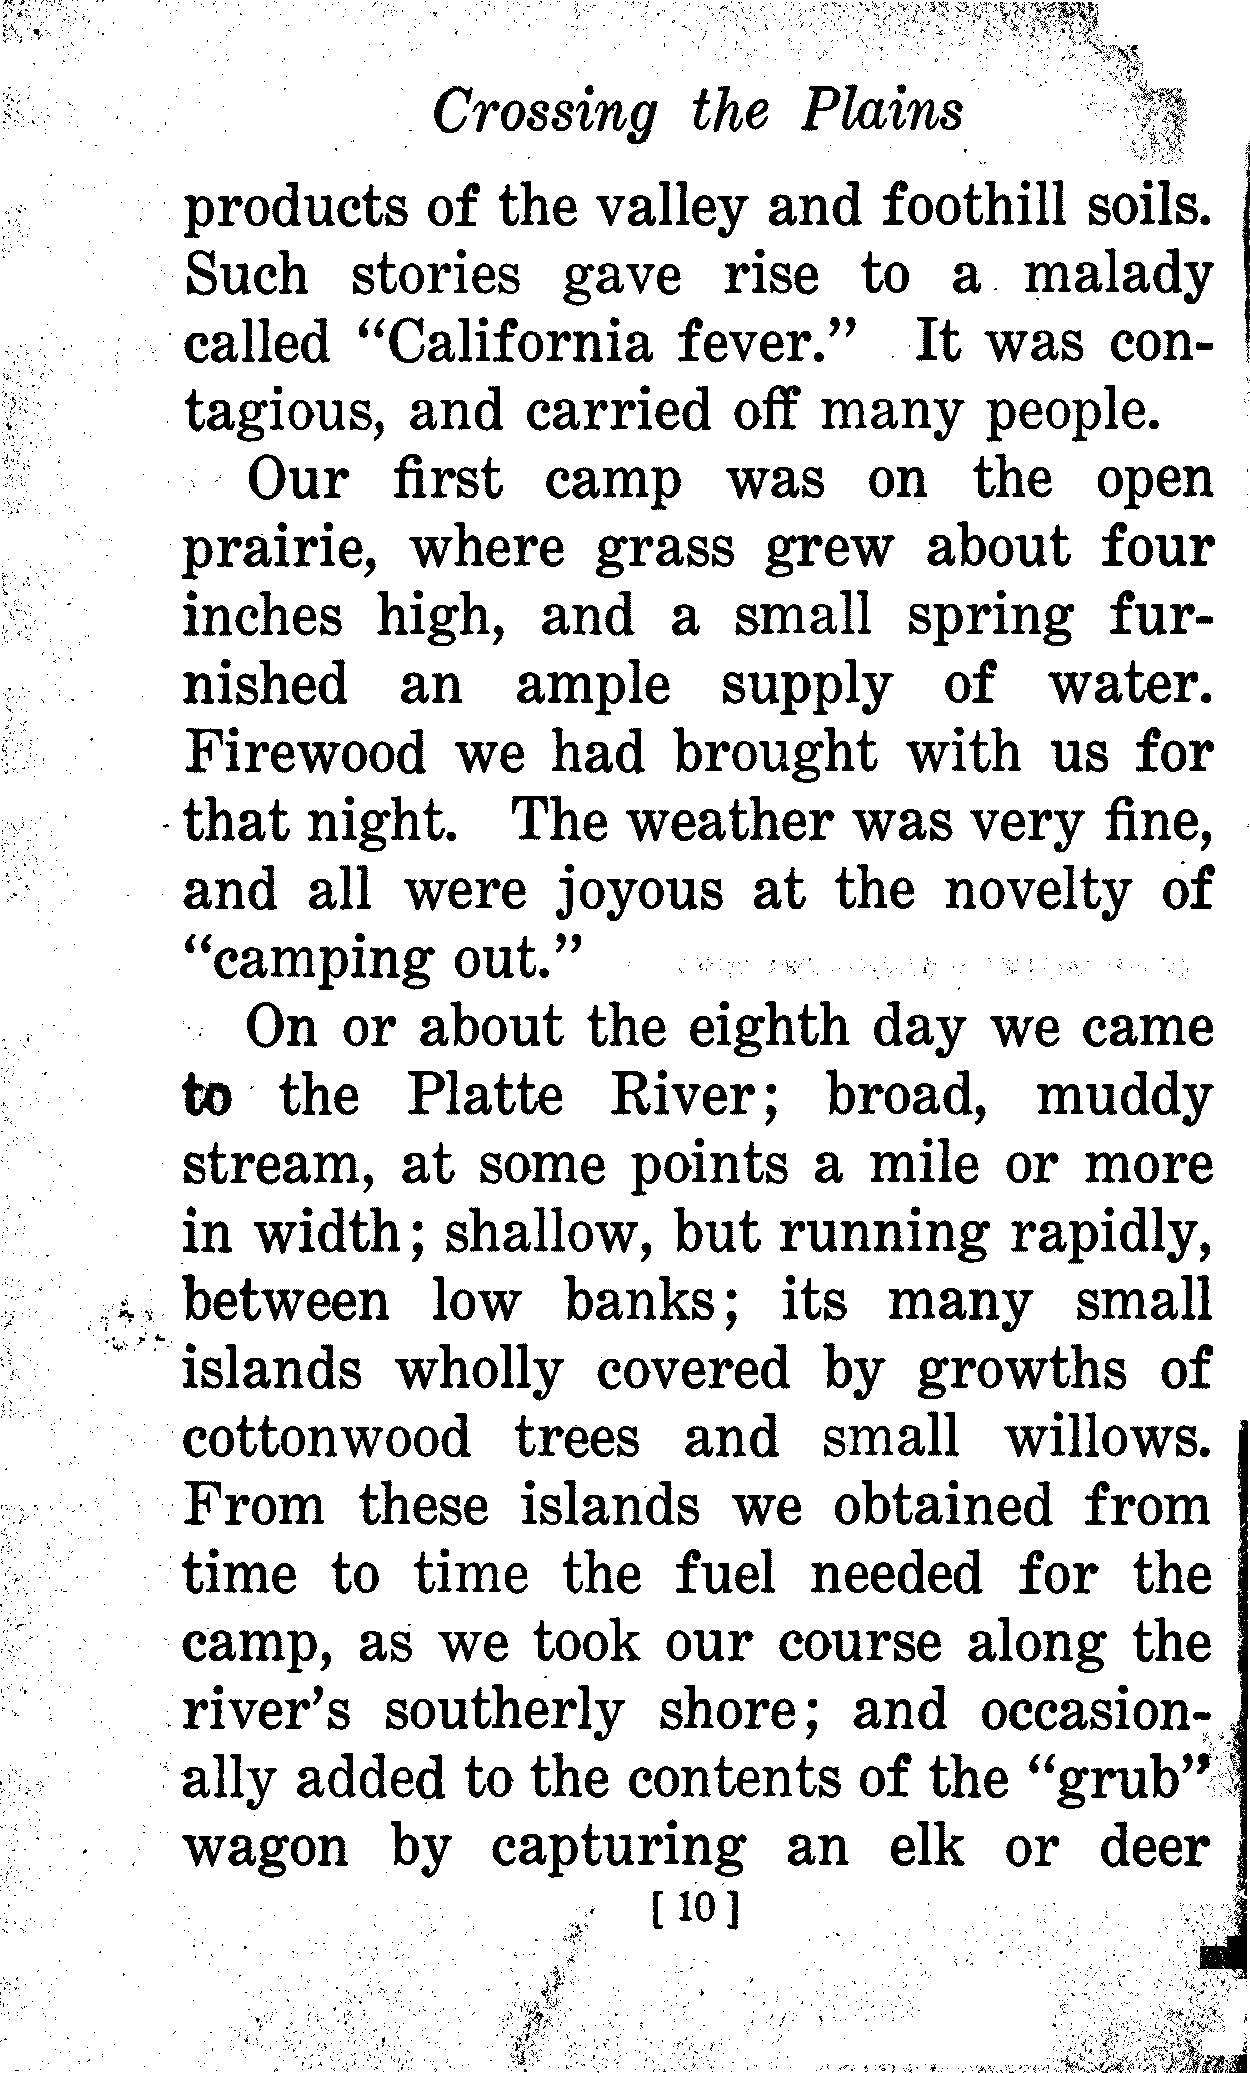 Crossing the Plains
products of the valley and foothill soils.
Such stories gave rise to a malady
called “California fever.” It was con-
tagious, and carried off many people.
Our first camp was on the open
prairie, where grass grew about four
inches high, and a small spring fur-
nished an ample supply of water.
Firewood we had brought with us for
that night. The weather was very fine,
and all were joyous at the novelty of
“camping out.”
On or about the eighth day we came
to the Platte River; broad, muddy
stream, at some points a mile or more
in width; shallow, but running rapidly,
between low banks; its many small
islands wholly covered by growths of
cottonwood trees and small willows.
From these islands we obtained from
time to time the fuel needed for the
camp, as we took our course along the
river’s southerly shore; and occasion-
ally added to the contents of the “grub”
wagon by capturing an elk or deer
[ 10 ]